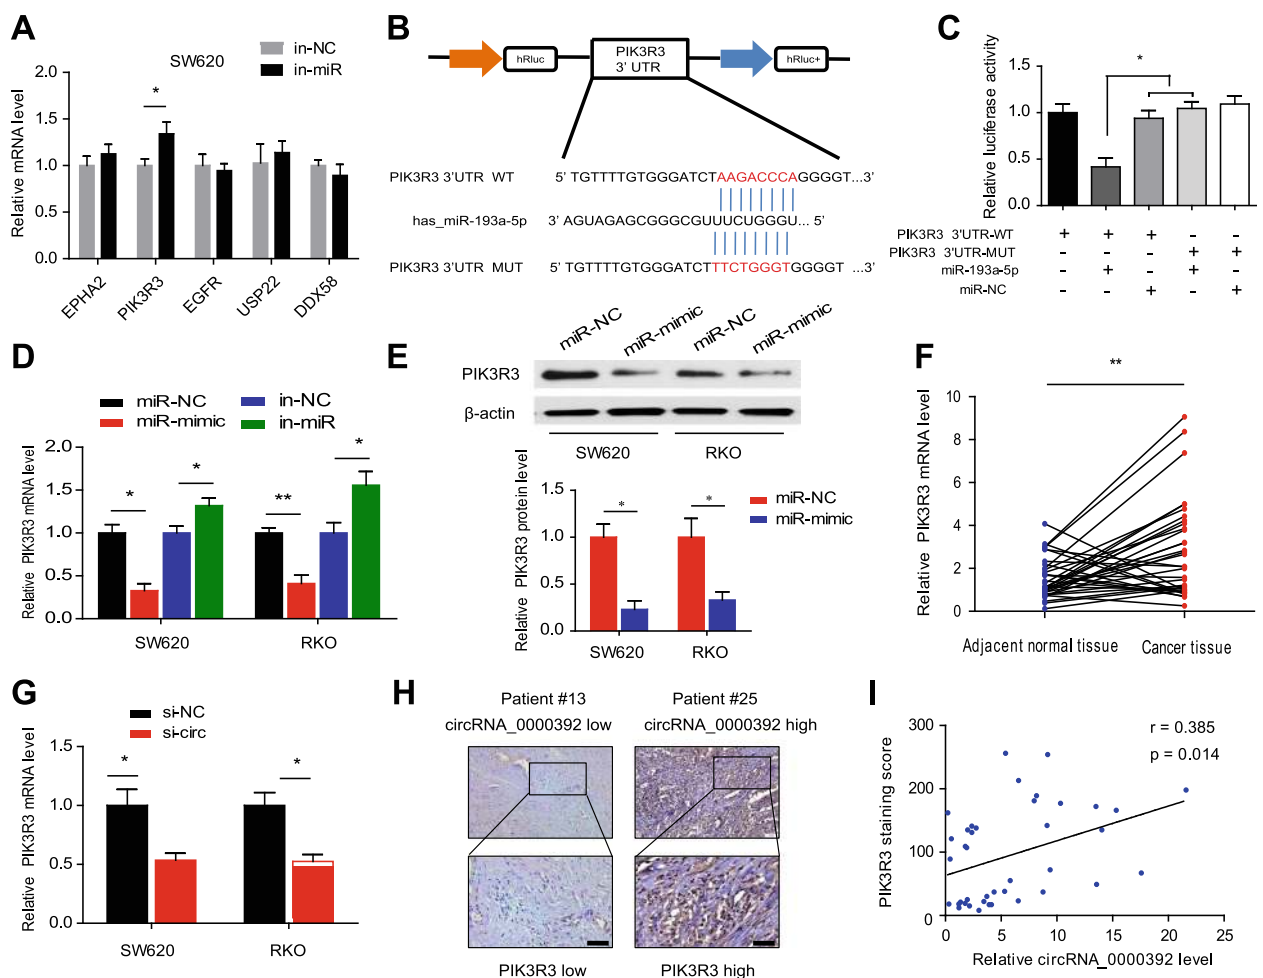 A
in-NC
in-miR
SW620
Relative mRNA level
2.0
1.5
1.0
0.5
0.0
*
EPHA2
PIK3R3
EGFR
USP22
DDX58
B
hRluc
PIK3R3
3' UTR
hRluc+
PIK3R3 3'UTR WT 5' TGTTTTGTGGGATCTAAGACCCAGGGGT...3'
has_miR-193a-5p 3' AGUAGAGCGGGCGUUUCUGGGU... 5'
PIK3R3 3'UTR MUT 5' TGTTTTGTGGGATCTTTCTGGGTGGGGT ...3'
C
Relative luciferase activity
1.5
1.0
0.5
0.0
*
PIK3R3 3'UTR-WT + + + - -
PIK3R3 3'UTR-MUT - - - + +
miR-193a-5p - + - + -
miR-NC - - + - +
D
miR-NC
miR-mimic
in-NC
in-miR
Relative PIK3R3 mRNA level
2.0
1.5
1.0
0.5
0.0
*
*
**
*
SW620
RKO
E
miR-NC
miR-mimic
miR-NC
miR-mimic
PIK3R3
β-actin
SW620
RKO
Relative PIK3R3 protein level
1.5
1.0
0.5
0.0
*
*
miR-NC
miR-mimic
SW620
RKO
F
**
Relative PIK3R3 mRNA level
10
8
6
4
2
0
Adjacent normal tissue
Cancer tissue
G
si-NC
si-circ
Relative PIK3R3 mRNA level
1.5
1.0
0.5
0.0
*
*
SW620
RKO
H
Patient #13
circRNA_0000392 low
Patient #25
circRNA_0000392 high
PIK3R3 low
PIK3R3 high
I
PIK3R3 staining score
300
200
100
0
r = 0.385
p = 0.014
0
5
10
15
20
25
Relative circRNA_0000392 level